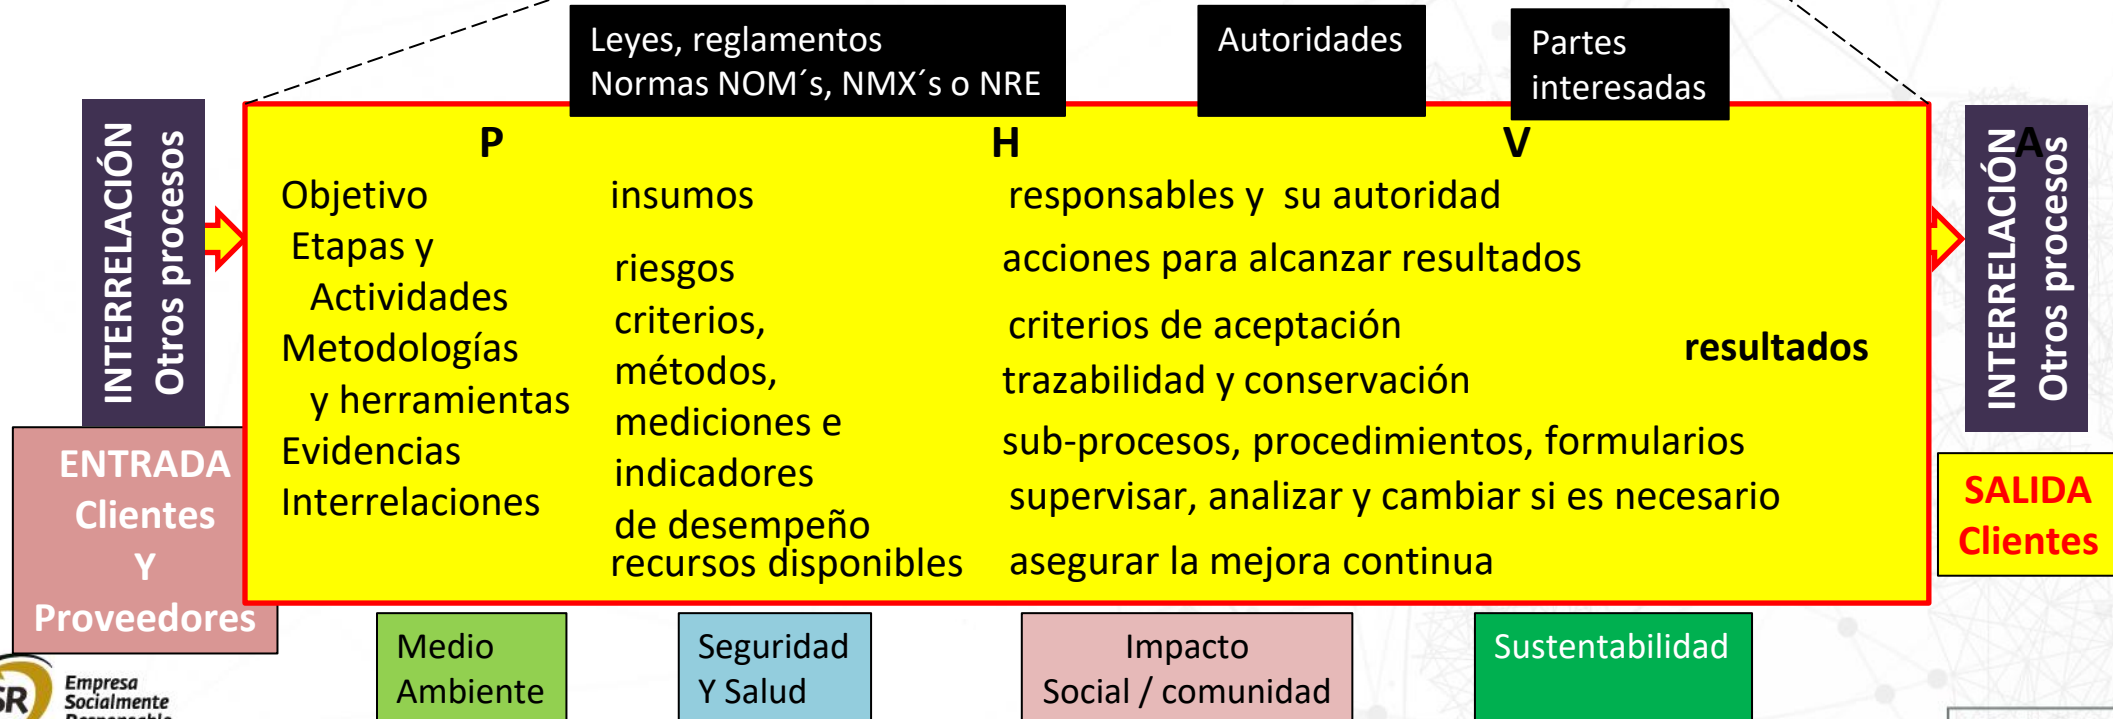 Leyes, reglamentos
Normas NOM´s, NMX´s o NRE
Autoridades
Partes
interesadas
INTERRELACIÓN
Otros procesos
P
H
V
A
Objetivo
Etapas y
Actividades
Metodologías
y herramientas
Evidencias
Interrelaciones
insumos
riesgos
criterios,
métodos,
mediciones e
indicadores
de desempeño
recursos disponibles
responsables y su autoridad
acciones para alcanzar resultados
criterios de aceptación
trazabilidad y conservación
sub-procesos, procedimientos, formularios
supervisar, analizar y cambiar si es necesario
asegurar la mejora continua
resultados
INTERRELACIÓN
Otros procesos
ENTRADA
Clientes
Y
Proveedores
SALIDA
Clientes
Medio
Ambiente
Seguridad
Y Salud
Impacto
Social / comunidad
Sustentabilidad
SR
Empresa
Socialmente
Responsable